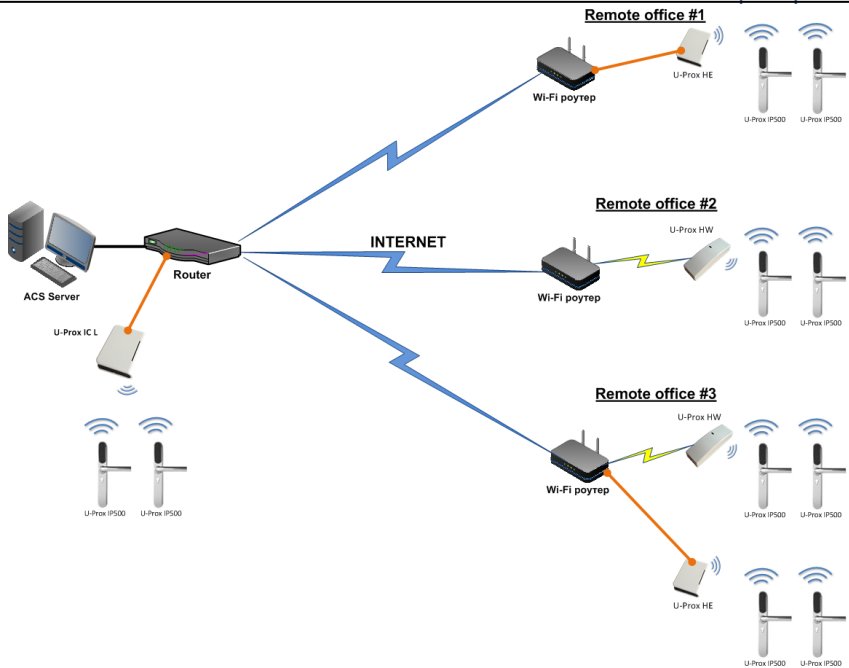 Remote office #1
U-Prox HE
Wi-Fi роутер
U-Prox IP500
U-Prox IP500
Remote office #2
U-Prox HW
INTERNET
Router
ACS Server
Wi-Fi роутер
U-Prox IP500
U-Prox IP500
U-Prox IC L
Remote office #3
U-Prox HW
Wi-Fi роутер
U-Prox IP500
U-Prox IP500
U-Prox IP500
U-Prox IP500
U-Prox HE
U-Prox IP500
U-Prox IP500